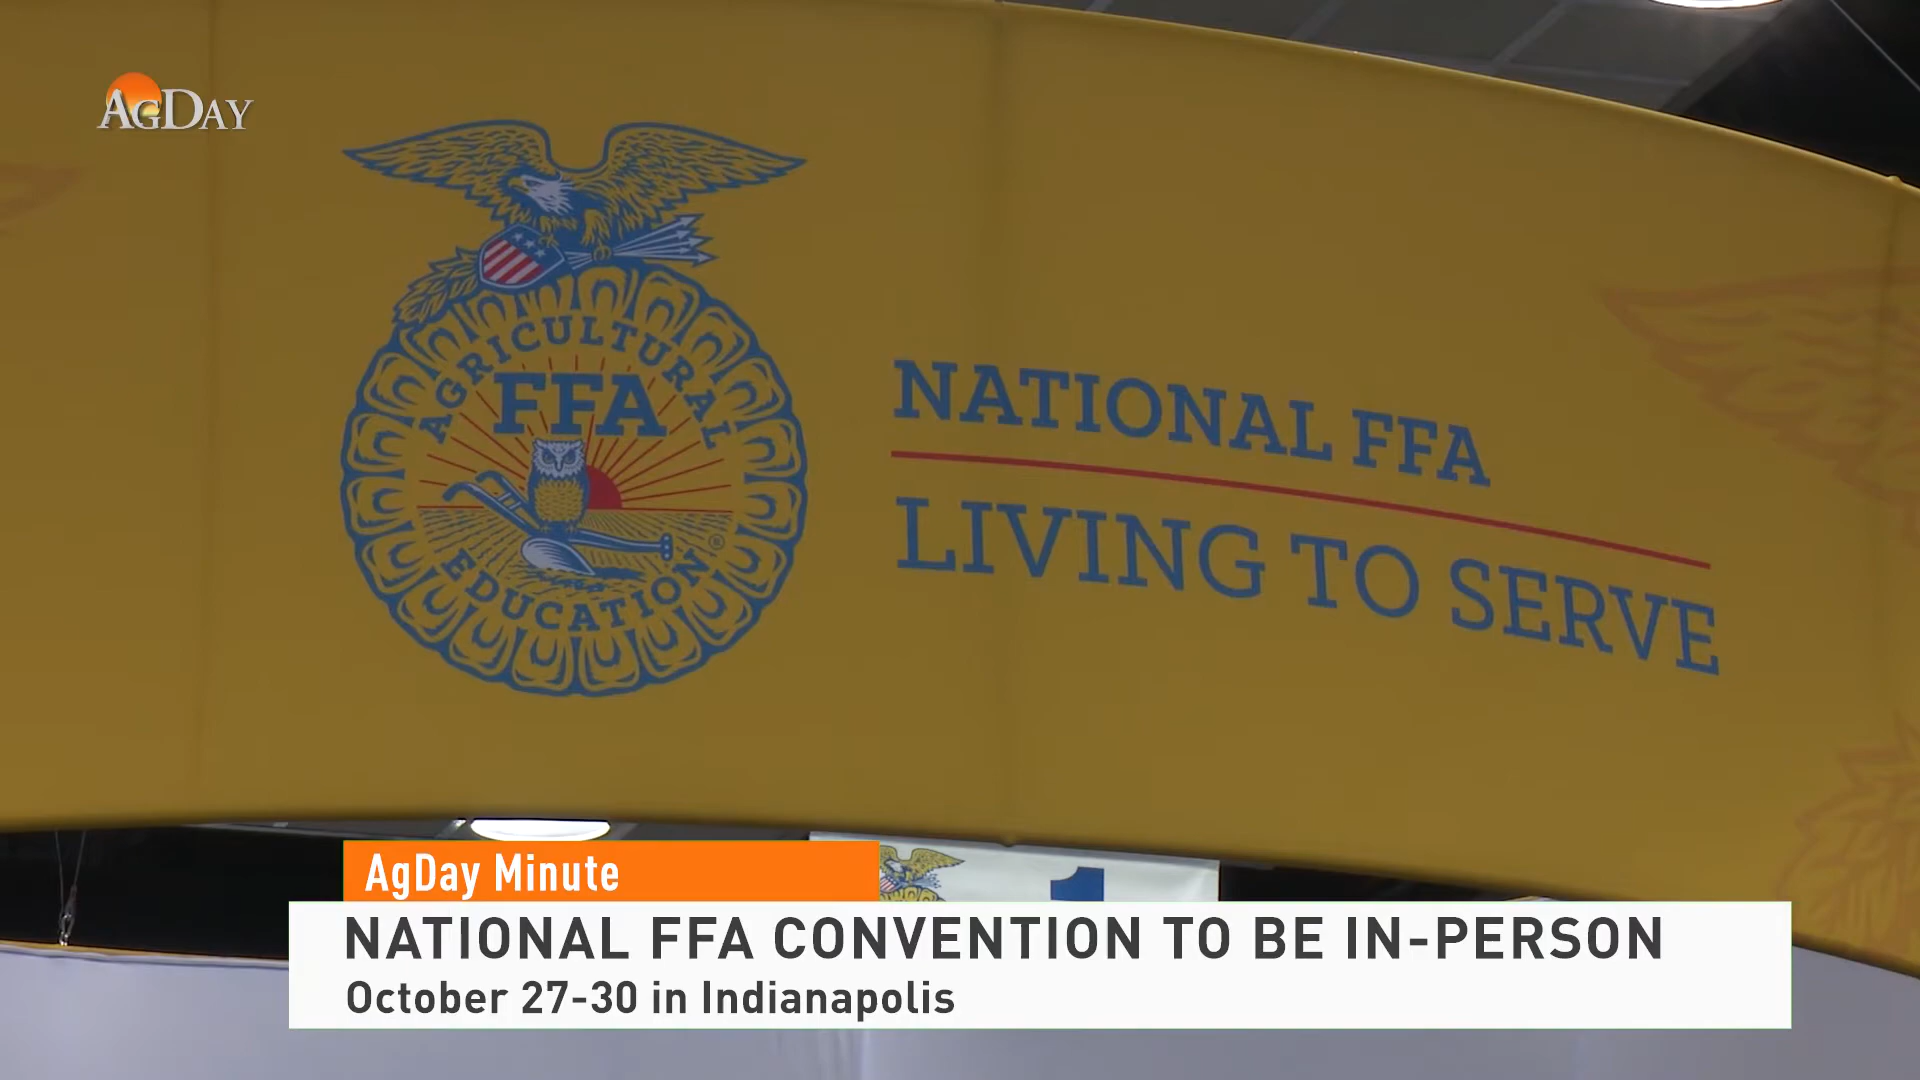 AgDay
AGRICULTURAL
FFA
EDUCATION
®
NATIONAL FFA
LIVING TO SERVE
1
AgDay Minute
NATIONAL FFA CONVENTION TO BE IN-PERSON
October 27-30 in Indianapolis